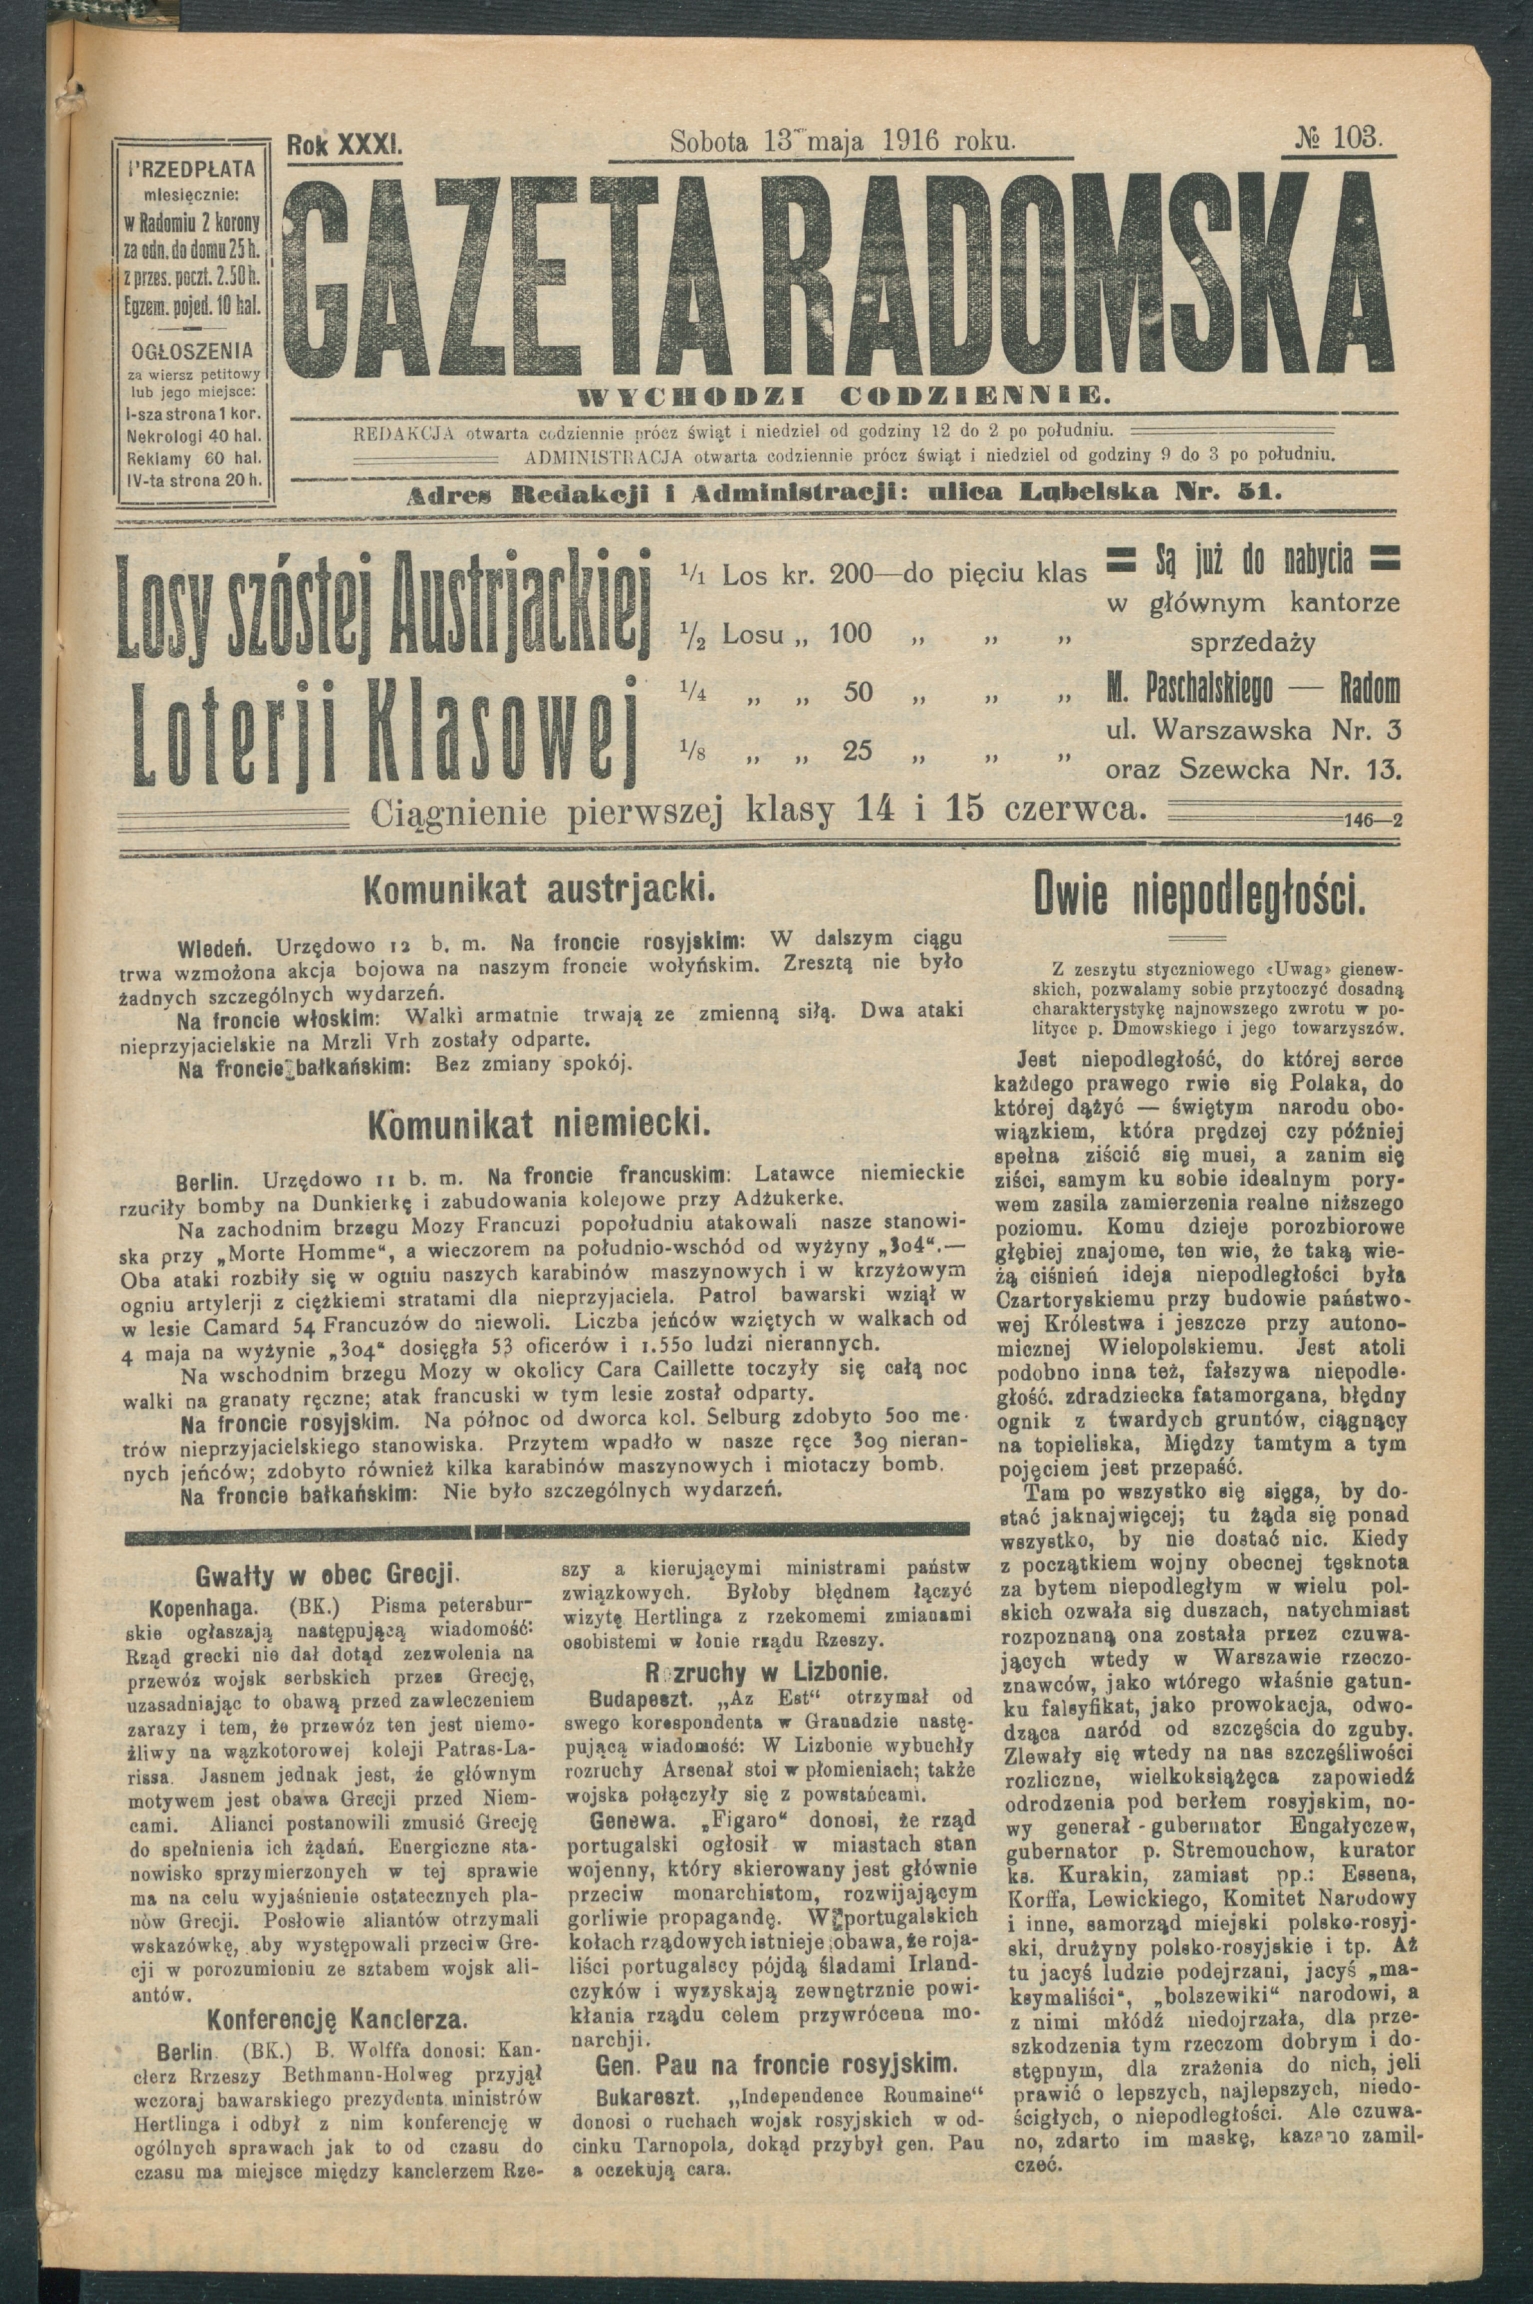 PRZEDPŁATA
miesięcznie:
w Radomiu 2 korony
za odn. do domu 25 h.
z przes. poczt. 2.50 h.
Egzem. pojed. 10 hal.
OGŁOSZENIA
za wiersz petitowy
lub jego miejsce:
I-sza strona 1 kor.
Nekrologi 40 hal.
Reklamy 60 hal.
IV-ta strona 20 h.
Rok XXXI.
Sobota 13 maja 1916 roku.
№ 103.
GAZETA RADOMSKA
WYCHODZI CODZIENNIE.
REDAKCJA otwarta codziennie prócz świąt i niedziel od godziny 12 do 2 po południu.
ADMINISTRACJA otwarta codziennie prócz świąt i niedziel od godziny 9 do 3 po południu.
Adres Redakcji i Administracji: ulica Lubelska Nr. 51.
Losy szóstej Austrjackiej
Loterji Klasowej
1/1 Los kr. 200—do pięciu klas
1/2 Losu „ 100 „ „ „
1/4 „ „ 50 „ „ „
1/8 „ „ 25 „ „ „
Są już do nabycia
w głównym kantorze
sprzedaży
M. Paschalskiego — Radom
ul. Warszawska Nr. 3
oraz Szewcka Nr. 13.
Ciągnienie pierwszej klasy 14 i 15 czerwca.
146—2
Komunikat austrjacki.
Wiedeń. Urzędowo 12 b. m. Na froncie rosyjskim: W dalszym ciągu
trwa wzmożona akcja bojowa na naszym froncie wołyńskim. Zresztą nie było
żadnych szczególnych wydarzeń.
Na froncie włoskim: Walki armatnie trwają ze zmienną siłą. Dwa ataki
nieprzyjacielskie na Mrzli Vrh zostały odparte.
Na froncie bałkańskim: Bez zmiany spokój.
Komunikat niemiecki.
Berlin. Urzędowo 11 b. m. Na froncie francuskim: Latawce niemieckie
rzuciły bomby na Dunkierkę i zabudowania kolejowe przy Adżukerke.
Na zachodnim brzegu Mozy Francuzi popołudniu atakowali nasze stanowi-
ska przy „Morte Homme“, a wieczorem na południo-wschód od wyżyny „304“.—
Oba ataki rozbiły się w ogniu naszych karabinów maszynowych i w krzyżowym
ogniu artylerji z ciężkiemi stratami dla nieprzyjaciela. Patrol bawarski wziął w
w lesie Camard 54 Francuzów do niewoli. Liczba jeńców wziętych w walkach od
4 maja na wyżynie „304“ dosięgła 53 oficerów i 1.550 ludzi nierannych.
Na wschodnim brzegu Mozy w okolicy Cara Caillette toczyły się całą noc
walki na granaty ręczne; atak francuski w tym lesie został odparty.
Na froncie rosyjskim. Na północ od dworca kol. Selburg zdobyto 500 me-
trów nieprzyjacielskiego stanowiska. Przytem wpadło w nasze ręce 309 nieran-
nych jeńców; zdobyto również kilka karabinów maszynowych i miotaczy bomb.
Na froncie bałkańskim: Nie było szczególnych wydarzeń.
Gwałty w obec Grecji.
Kopenhaga. (BK.) Pisma petersbur-
skie ogłaszają następującą wiadomość:
Rząd grecki nie dał dotąd zezwolenia na
przewóz wojsk serbskich przez Grecję,
uzasadniając to obawą przed zawleczeniem
zarazy i tem, że przewóz ten jest niemo-
żliwy na wązkotorowej koleji Patras-La-
rissa. Jasnem jednak jest, że głównym
motywem jest obawa Grecji przed Niem-
cami. Alianci postanowili zmusić Grecję
do spełnienia ich żądań. Energiczne sta-
nowisko sprzymierzonych w tej sprawie
ma na celu wyjaśnienie ostatecznych pla-
nów Grecji. Posłowie aliantów otrzymali
wskazówkę, aby występowali przeciw Gre-
cji w porozumieniu ze sztabem wojsk ali-
antów.
Konferencję Kanclerza.
Berlin. (BK.) B. Wolffa donosi: Kan-
clerz Rrzeszy Bethmann-Holweg przyjął
wczoraj bawarskiego prezydenta ministrów
Hertlinga i odbył z nim konferencję w
ogólnych sprawach jak to od czasu do
czasu ma miejsce między kanclerzem Rze-
szy a kierującymi ministrami państw
związkowych. Byłoby błędnem łączyć
wizytę Hertlinga z rzekomemi zmianami
osobistemi w łonie rządu Rzeszy.
R zruchy w Lizbonie.
Budapeszt. „Az Est“ otrzymał od
swego korespondenta w Granadzie nastę-
pującą wiadomość: W Lizbonie wybuchły
rozruchy Arsenał stoi w płomieniach; także
wojska połączyły się z powstańcami.
Genewa. „Figaro“ donosi, że rząd
portugalski ogłosił w miastach stan
wojenny, który skierowany jest głównie
przeciw monarchistom, rozwijającym
gorliwie propagandę. W portugalskich
kołach rządowych istnieje obawa, że roja-
liści portugalscy pójdą śladami Irland-
czyków i wyzyskają zewnętrznie powi-
kłania rządu celem przywrócena mo-
narchji.
Gen. Pau na froncie rosyjskim.
Bukareszt. „Independence Roumaine“
donosi o ruchach wojsk rosyjskich w od-
cinku Tarnopola, dokąd przybył gen. Pau
a oczekują cara.
Dwie niepodległości.
Z zeszytu styczniowego «Uwag» gienew-
skich, pozwalamy sobie przytoczyć dosadną
charakterystykę najnowszego zwrotu w po-
lityce p. Dmowskiego i jego towarzyszów.
Jest niepodległość, do której serce
każdego prawego rwie się Polaka, do
której dążyć — świętym narodu obo-
wiązkiem, która prędzej czy później
spełna ziścić się musi, a zanim się
ziści, samym ku sobie idealnym pory-
wem zasila zamierzenia realne niższego
poziomu. Komu dzieje porozbiorowe
głębiej znajome, ten wie, że taką wie-
żą ciśnień ideja niepodległości była
Czartoryskiemu przy budowie państwo-
wej Królestwa i jeszcze przy autono-
micznej Wielopolskiemu. Jest atoli
podobno inna też, fałszywa niepodle-
głość. zdradziecka fatamorgana, błędny
ognik z twardych gruntów, ciągnący
na topieliska, Między tamtym a tym
pojęciem jest przepaść.
Tam po wszystko się sięga, by do-
stać jaknajwięcej; tu żąda się ponad
wszystko, by nie dostać nic. Kiedy
z początkiem wojny obecnej tęsknota
za bytem niepodległym w wielu pol-
skich ozwała się duszach, natychmiast
rozpoznaną ona została przez czuwa-
jących wtedy w Warszawie rzeczo-
znawców, jako wtórego właśnie gatun-
ku falsyfikat, jako prowokacja, odwo-
dząca naród od szczęścia do zguby.
Zlewały się wtedy na nas szczęśliwości
rozliczne, wielkoksiążęca zapowiedź
odrodzenia pod berłem rosyjskim, no-
wy generał-gubernator Engałyczew,
gubernator p. Stremouchow, kurator
ks. Kurakin, zamiast pp.: Essena,
Korffa, Lewickiego, Komitet Narodowy
i inne, samorząd miejski polsko-rosyj-
ski, drużyny polsko-rosyjskie i tp. Aż
tu jacyś ludzie podejrzani, jacyś „ma-
ksymaliści“, „bolszewiki“ narodowi, a
z nimi młódź niedojrzała, dla prze-
szkodzenia tym rzeczom dobrym i do-
stępnym, dla zrażenia do nich, jeli
prawić o lepszych, najlepszych, niedo-
ścigłych, o niepodległości. Ale czuwa-
no, zdarto im maskę, kazano zamil-
czeć.